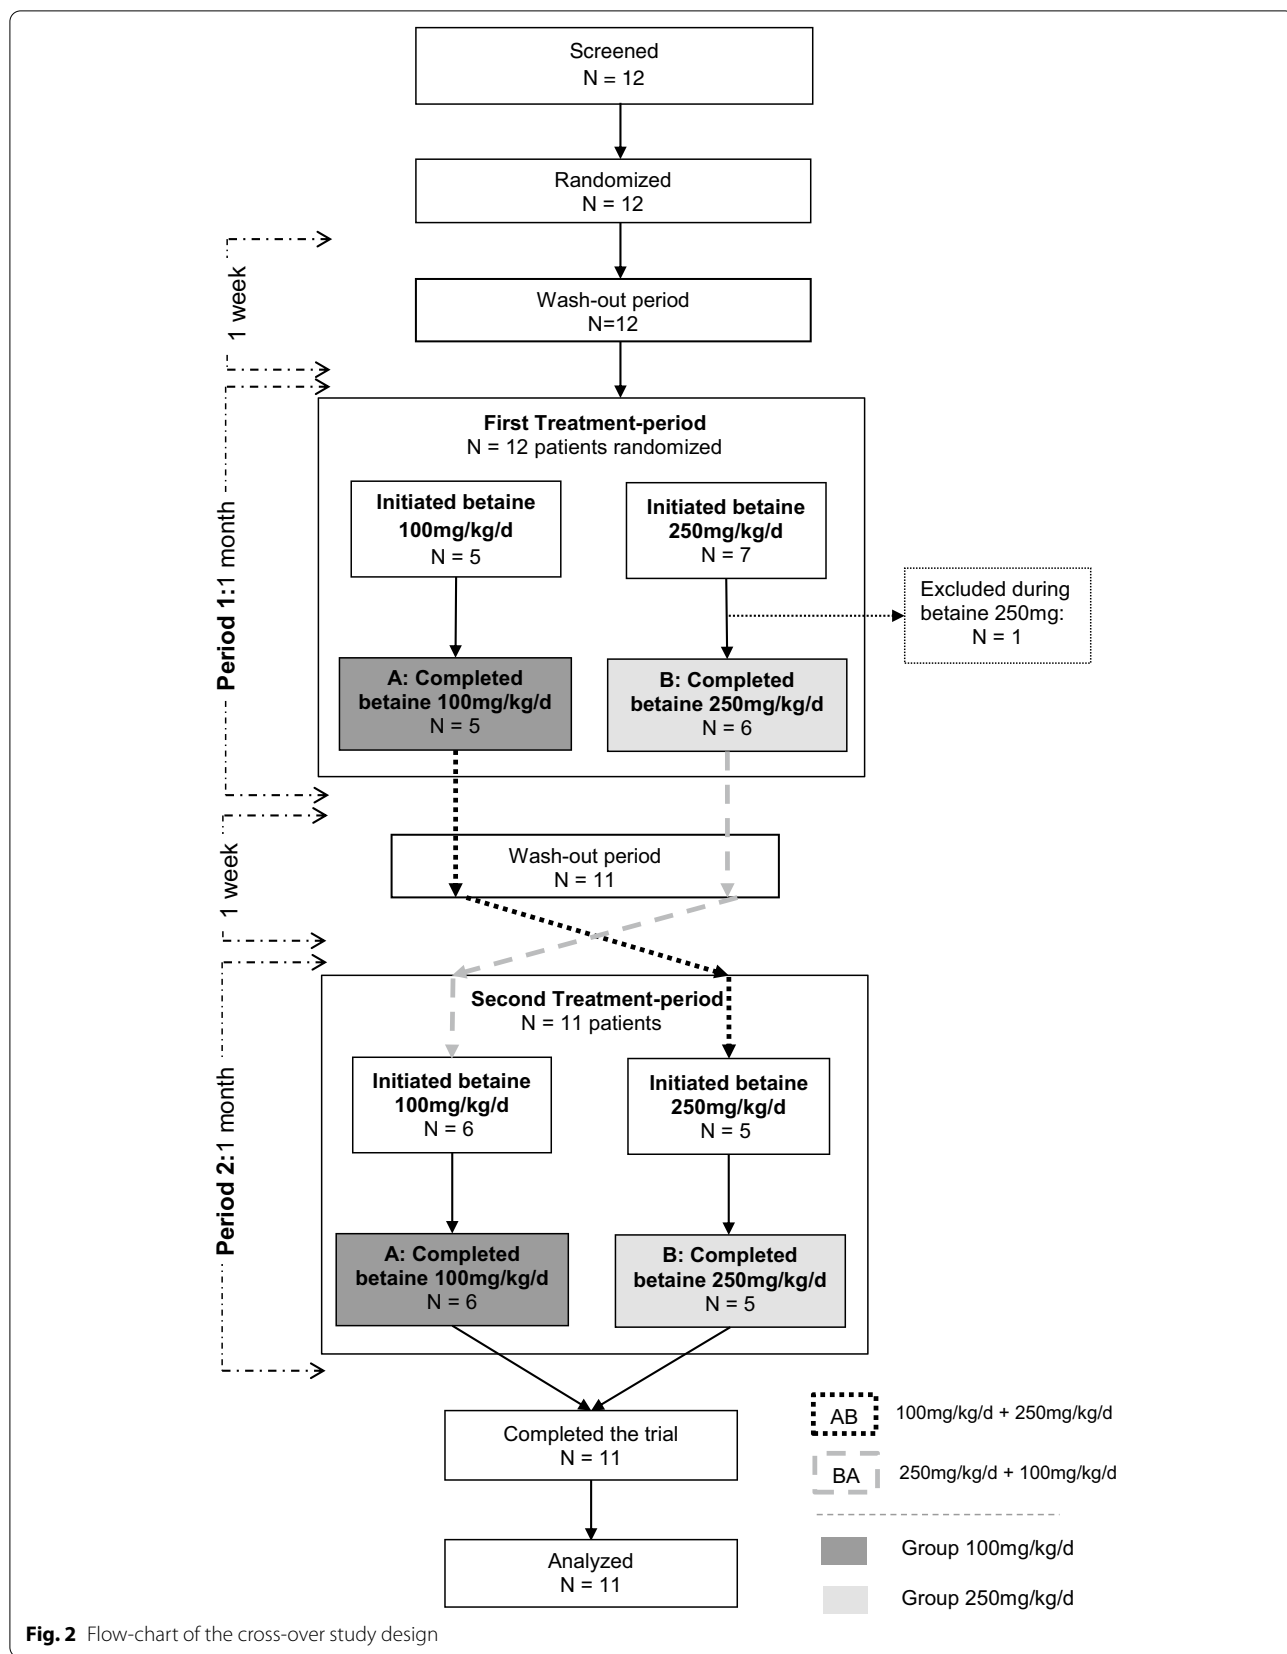 Screened
N = 12
Randomized
N = 12
1 week
Wash-out period
N=12
Period 1:1 month
First Treatment-period
N = 12 patients randomized
Initiated betaine
100mg/kg/d
N = 5
Initiated betaine
250mg/kg/d
N = 7
Excluded during
betaine 250mg:
N = 1
A: Completed
betaine 100mg/kg/d
N = 5
B: Completed
betaine 250mg/kg/d
N = 6
1 week
Wash-out period
N = 11
Period 2:1 month
Second Treatment-period
N = 11 patients
Initiated betaine
100mg/kg/d
N = 6
Initiated betaine
250mg/kg/d
N = 5
A: Completed
betaine 100mg/kg/d
N = 6
B: Completed
betaine 250mg/kg/d
N = 5
Completed the trial
N = 11
Analyzed
N = 11
AB 100mg/kg/d + 250mg/kg/d
BA 250mg/kg/d + 100mg/kg/d
Group 100mg/kg/d
Group 250mg/kg/d
Fig. 2 Flow-chart of the cross-over study design